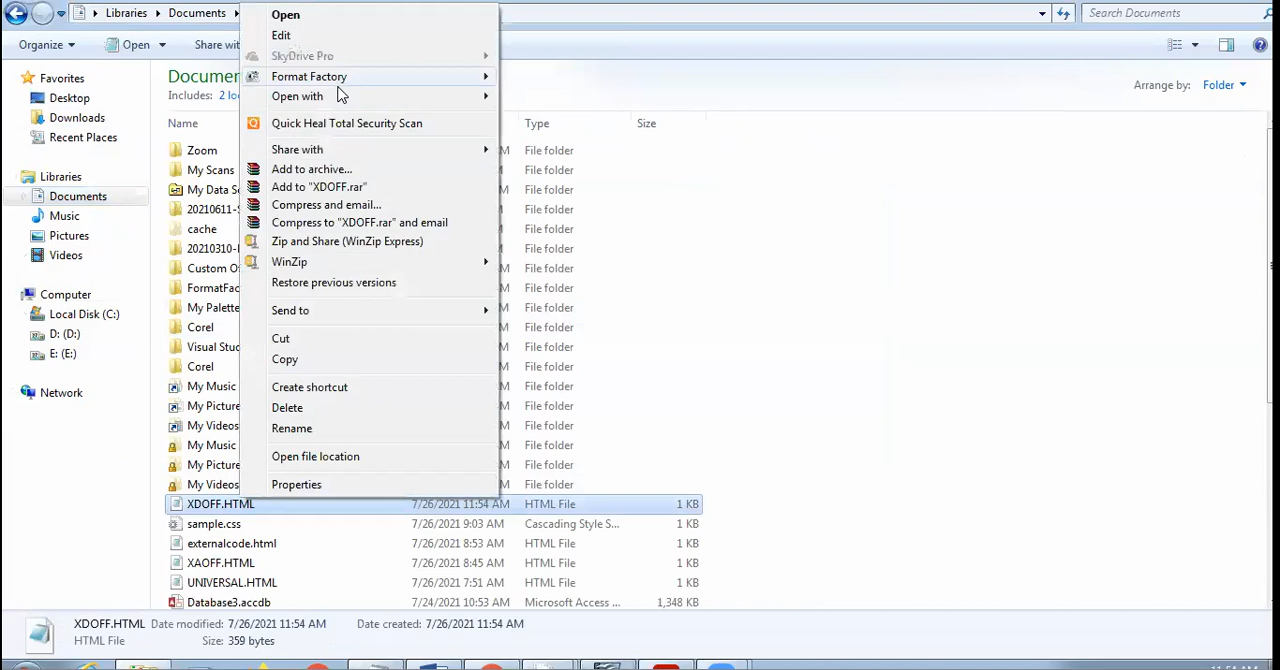 Libraries Documents Search Documents
Organize Open Share wi
Favorites
Desktop
Downloads
Recent Places
Libraries
Documents
Music
Pictures
Videos
Computer
Local Disk (C:)
D: (D:)
E: (E:)
Network
Documen
Includes: 2 lo
Arrange by: Folder
Name Type Size
Zoom M File folder
My Scans M File folder
My Data S M File folder
20210611- M File folder
cache M File folder
20210310- M File folder
Custom O M File folder
FormatFac M File folder
My Palette M File folder
Corel M File folder
Visual Stud M File folder
Corel M File folder
My Music M File folder
My Picture M File folder
My Videos M File folder
My Music M File folder
My Picture M File folder
My Videos M File folder
XDOFF.HTML 7/26/2021 11:54 AM HTML File 1 KB
sample.css 7/26/2021 9:03 AM Cascading Style S... 1 KB
externalcode.html 7/26/2021 8:53 AM HTML File 1 KB
XAOFF.HTML 7/26/2021 8:45 AM HTML File 1 KB
UNIVERSAL.HTML 7/26/2021 7:51 AM HTML File 1 KB
Database3.accdb 7/24/2021 10:53 AM Microsoft Access ... 1,348 KB
Open
Edit
SkyDrive Pro
Format Factory
Open with
Quick Heal Total Security Scan
Share with
Add to archive...
Add to "XDOFF.rar"
Compress and email...
Compress to "XDOFF.rar" and email
Zip and Share (WinZip Express)
WinZip
Restore previous versions
Send to
Cut
Copy
Create shortcut
Delete
Rename
Open file location
Properties
XDOFF.HTML Date modified: 7/26/2021 11:54 AM Date created: 7/26/2021 11:54 AM
HTML File Size: 359 bytes
11:54 AM